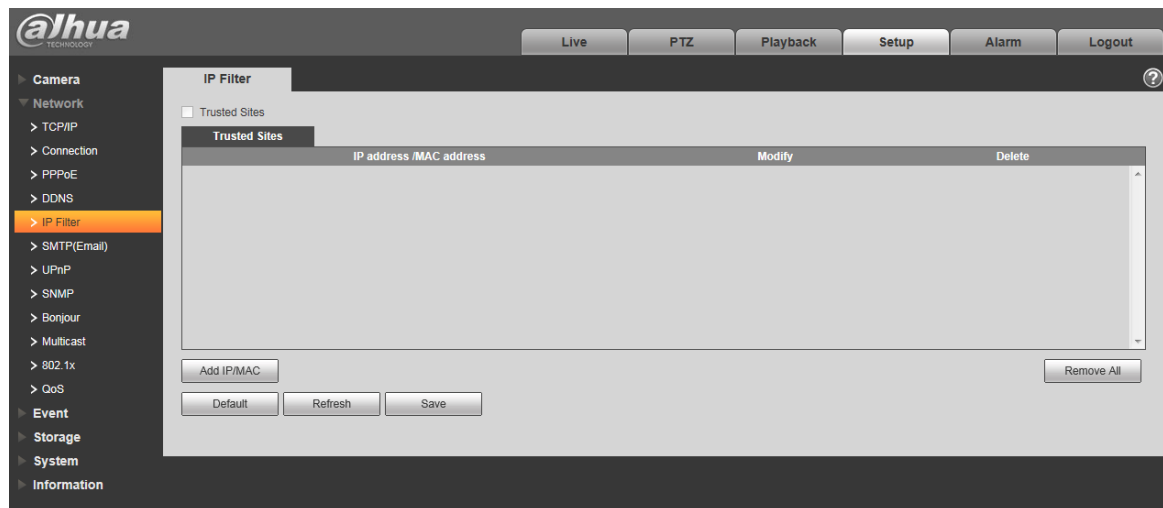 alhua
TECHNOLOGY
Live PTZ Playback Setup Alarm Logout
Camera
Network
> TCP/IP
> Connection
> PPPoE
> DDNS
> IP Filter
> SMTP(Email)
> UPnP
> SNMP
> Bonjour
> Multicast
> 802.1x
> QoS
Event
Storage
System
Information
IP Filter ?
Trusted Sites
Trusted Sites
IP address /MAC address Modify Delete
Add IP/MAC Remove All
Default Refresh Save